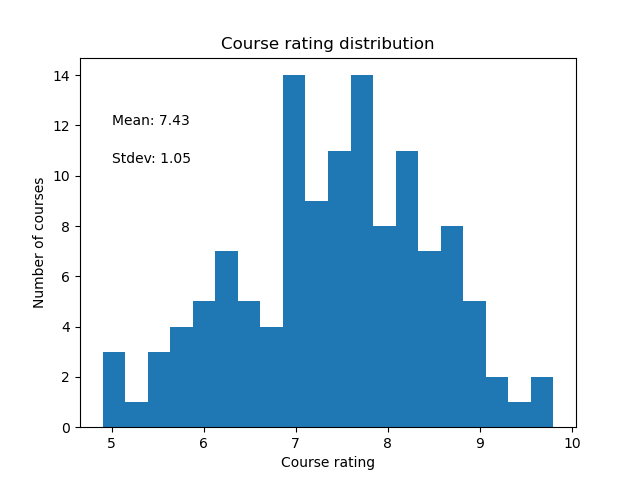 Course rating distribution
Mean: 7.43
Stdev: 1.05
Number of courses
14
12
10
8
6
4
2
0
5 6 7 8 9 10
Course rating